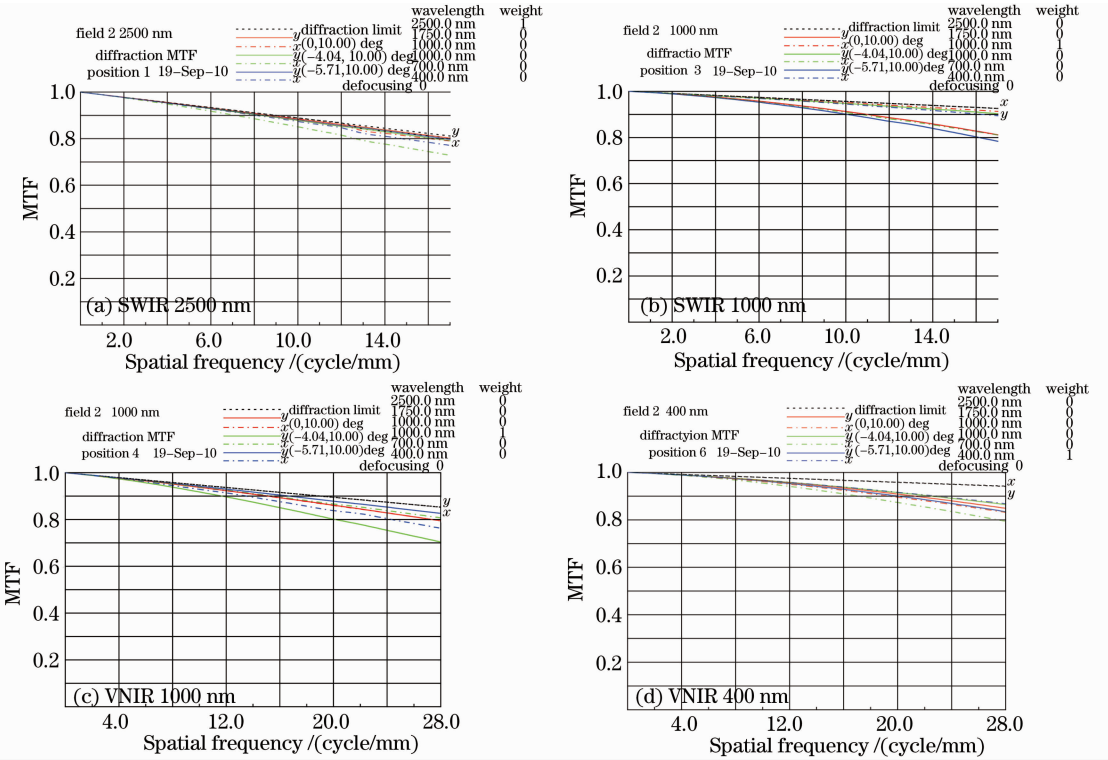 wavelength weight
2500.0 nm 1
1750.0 nm 0
1000.0 nm 0
1000.0 nm 0
700.0 nm 0
400.0 nm 0
defocusing 0
field 2 2500 nm
diffraction MTF
position 1 19-Sep-10
diffraction limit
y
x (0,10.00) deg
y (-4.04, 10.00) deg
x
y (-5.71,10.00) deg
x
1.0
0.8
0.6
0.4
0.2
MTF
y
x
(a) SWIR 2500 nm
2.0 6.0 10.0 14.0
Spatial frequency /(cycle/mm)
wavelength weight
2500.0 nm 0
1750.0 nm 0
1000.0 nm 1
1000.0 nm 0
700.0 nm 0
400.0 nm 0
defocusing 0
field 2 1000 nm
diffractio MTF
position 3 19-Sep-10
diffraction limit
y
x (0,10.00) deg
y (-4.04,10.00) deg
x
y (-5.71,10.00) deg
x
1.0
0.8
0.6
0.4
0.2
MTF
x
y
(b) SWIR 1000 nm
2.0 6.0 10.0 14.0
Spatial frequency /(cycle/mm)
wavelength weight
2500.0 nm 0
1750.0 nm 0
1000.0 nm 0
1000.0 nm 1
700.0 nm 0
400.0 nm 0
defocusing 0
field 2 1000 nm
diffraction MTF
position 4 19-Sep-10
diffraction limit
y
x (0,10.00) deg
y (-4.04,10.00) deg
x
y (-5.71,10.00)deg
x
1.0
0.8
0.6
0.4
0.2
MTF
y
x
(c) VNIR 1000 nm
4.0 12.0 20.0 28.0
Spatial frequency /(cycle/mm)
wavelength weight
2500.0 nm 0
1750.0 nm 0
1000.0 nm 0
1000.0 nm 0
700.0 nm 0
400.0 nm 1
defocusing 0
field 2 400 nm
diffractyion MTF
position 6 19-Sep-10
diffraction limit
y
x (0,10.00) deg
y (-4.04,10.00) deg
x
y (-5.71,10.00) deg
x
1.0
0.8
0.6
0.4
0.2
MTF
x
y
(d) VNIR 400 nm
4.0 12.0 20.0 28.0
Spatial frequency /(cycle/mm)